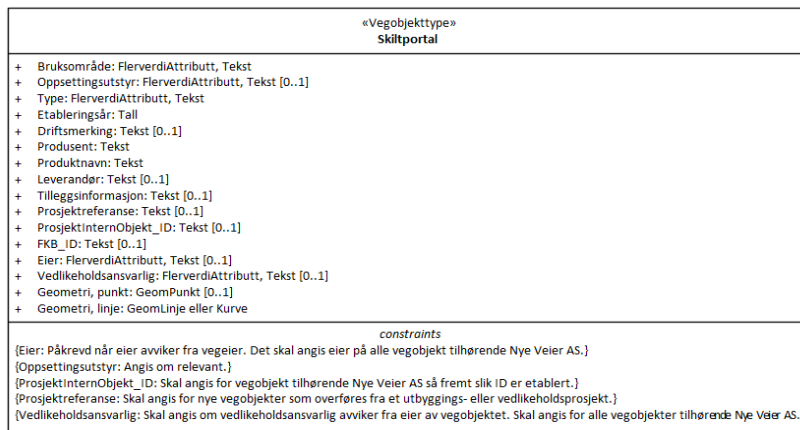 «Vegobjekttype»
Skiltportal
+ Bruksområde: FlerverdiAttributt, Tekst
+ Oppsettingsutstyr: FlerverdiAttributt, Tekst [0..1]
+ Type: FlerverdiAttributt, Tekst
+ Etableringsår: Tall
+ Driftsmerking: Tekst [0..1]
+ Produsent: Tekst
+ Produktnavn: Tekst
+ Leverandør: Tekst [0..1]
+ Tilleggsinformasjon: Tekst [0..1]
+ Prosjektreferanse: Tekst [0..1]
+ ProsjektInternObjekt_ID: Tekst [0..1]
+ FKB_ID: Tekst [0..1]
+ Eier: FlerverdiAttributt, Tekst [0..1]
+ Vedlikeholdsansvarlig: FlerverdiAttributt, Tekst [0..1]
+ Geometri, punkt: GeomPunkt [0..1]
+ Geometri, linje: GeomLinje eller Kurve
constraints
{Eier: Påkrevd når eier avviker fra vegeier. Det skal angis eier på alle vegobjekt tilhørende Nye Veier AS.}
{Oppsettingsutstyr: Angis om relevant.}
{ProsjektInternObjekt_ID: Skal angis for vegobjekt tilhørende Nye Veier AS så fremt slik ID er etablert.}
{Prosjektreferanse: Skal angis for nye vegobjekter som overføres fra et utbyggings- eller vedlikeholdsprosjekt.}
{Vedlikeholdsansvarlig: Skal angis om vedlikeholdsansvarlig avviker fra eier av vegobjektet. Skal angis for alle vegobjekter tilhørende Nye Veier AS.